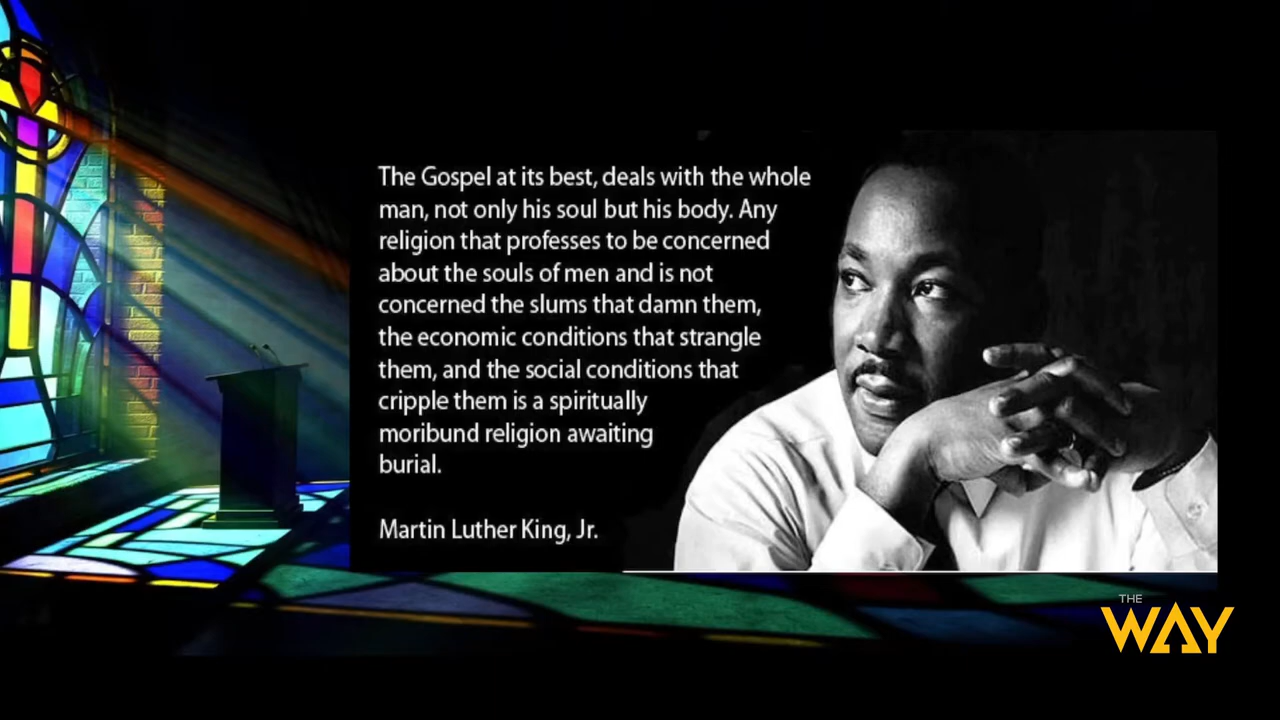 The Gospel at its best, deals with the whole
man, not only his soul but his body. Any
religion that professes to be concerned
about the souls of men and is not
concerned the slums that damn them,
the economic conditions that strangle
them, and the social conditions that
cripple them is a spiritually
moribund religion awaiting
burial.
Martin Luther King, Jr.
THE
WAY